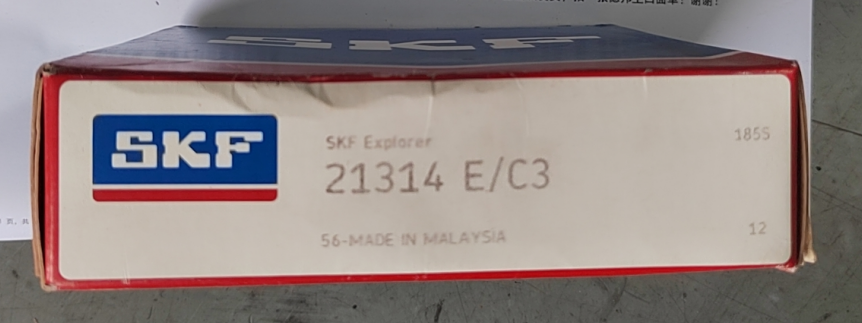 SKF
SKF
SKF Explorer
1855
21314 E/C3
56-MADE IN MALAYSIA
12